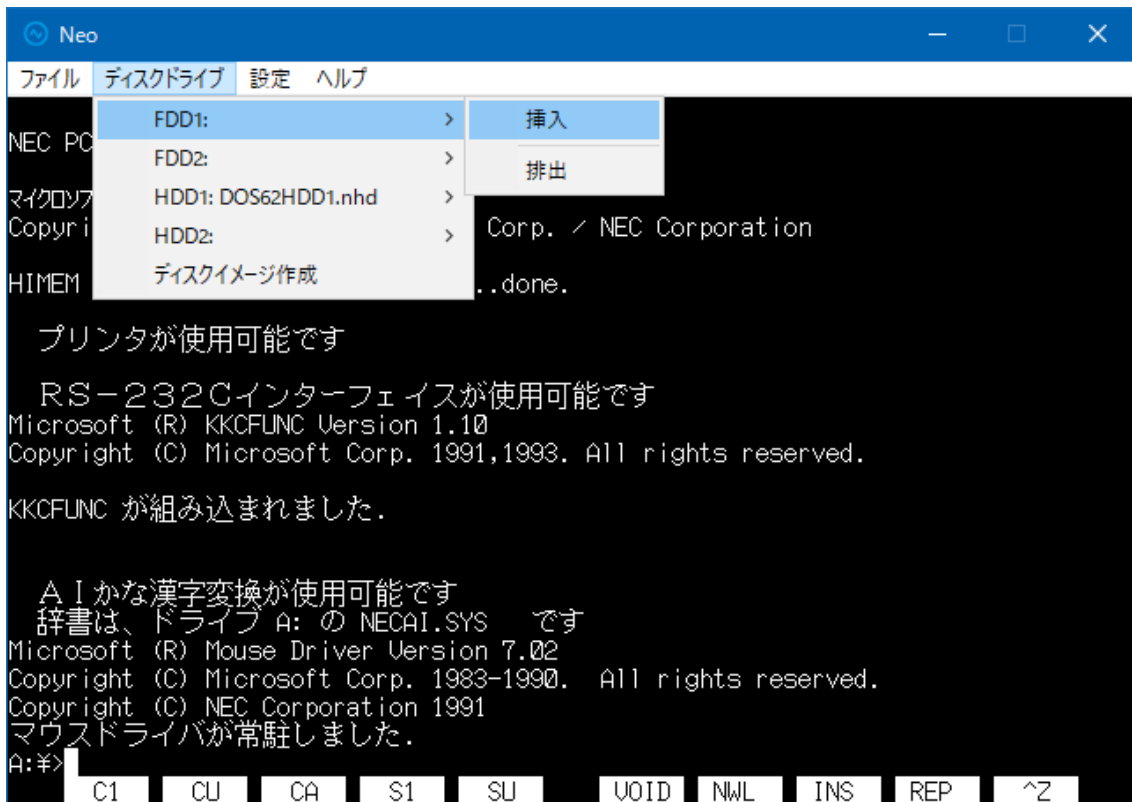 Neo
ファイル ディスクドライブ 設定 ヘルプ
FDD1: 挿入
FDD2: 排出
HDD1: DOS62HDD1.nhd
HDD2:
ディスクイメージ作成
NEC PC
マイクロソフ
Copyri Corp. / NEC Corporation
HIMEM ..done.
プリンタが使用可能です
RS-232Cインターフェイスが使用可能です
Microsoft (R) KKCFUNC Version 1.10
Copyright (C) Microsoft Corp. 1991,1993. All rights reserved.
KKCFUNC が組み込まれました.
AIかな漢字変換が使用可能です
辞書は、ドライブ A: の NECAI.SYS です
Microsoft (R) Mouse Driver Version 7.02
Copyright (C) Microsoft Corp. 1983-1990. All rights reserved.
Copyright (C) NEC Corporation 1991
マウスドライバが常駐しました.
A:¥>
C1 CU CA S1 SU VOID NWL INS REP ^Z